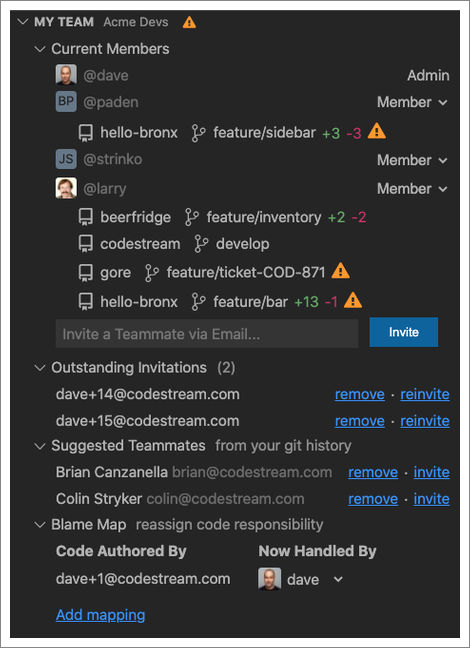 MY TEAM Acme Devs
Current Members
@dave Admin
BP @paden Member
hello-bronx feature/sidebar +3 -3
JS @strinko Member
@larry Member
beerfridge feature/inventory +2 -2
codestream develop
gore feature/ticket-COD-871
hello-bronx feature/bar +13 -1
Invite a Teammate via Email... Invite
Outstanding Invitations (2)
dave+14@codestream.com remove · reinvite
dave+15@codestream.com remove · reinvite
Suggested Teammates from your git history
Brian Canzanella brian@codestream.com remove · invite
Colin Stryker colin@codestream.com remove · invite
Blame Map reassign code responsibility
Code Authored By Now Handled By
dave+1@codestream.com dave
Add mapping